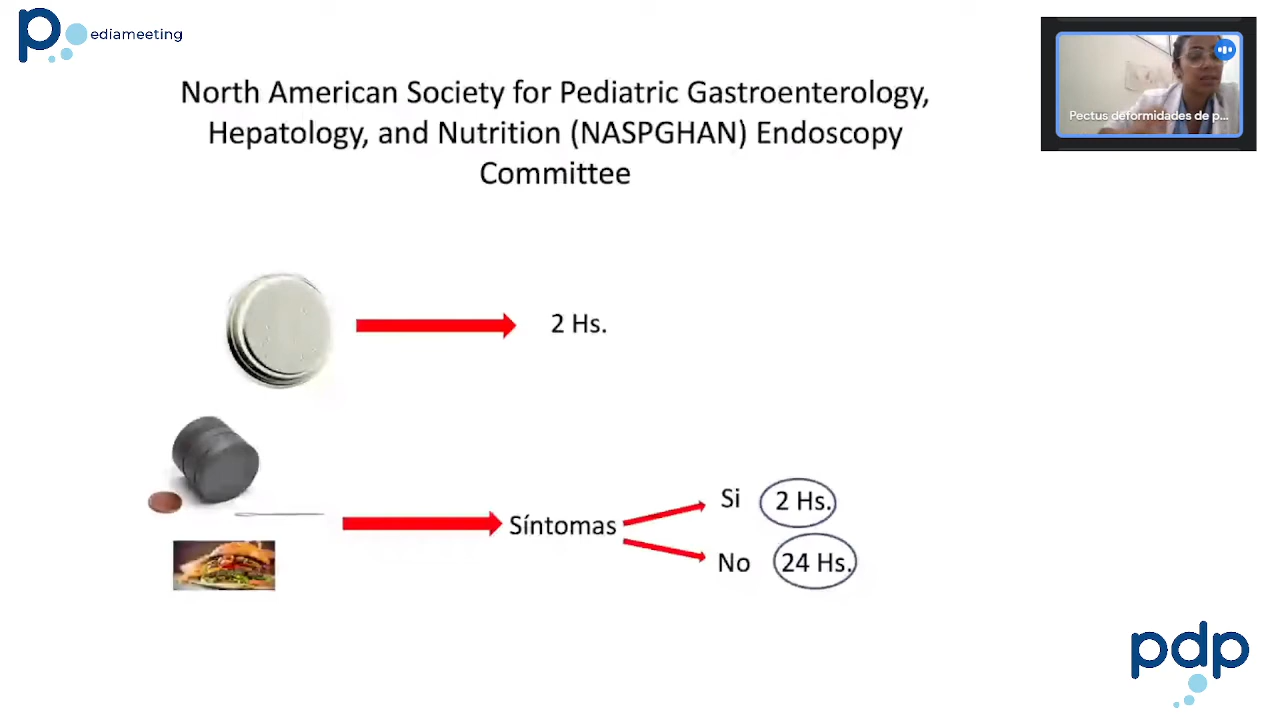 ediameeting
North American Society for Pediatric Gastroenterology,
Hepatology, and Nutrition (NASPGHAN) Endoscopy
Committee
Pectus deformidades de p...
2 Hs.
Síntomas
Si
2 Hs.
No
24 Hs.
pdp